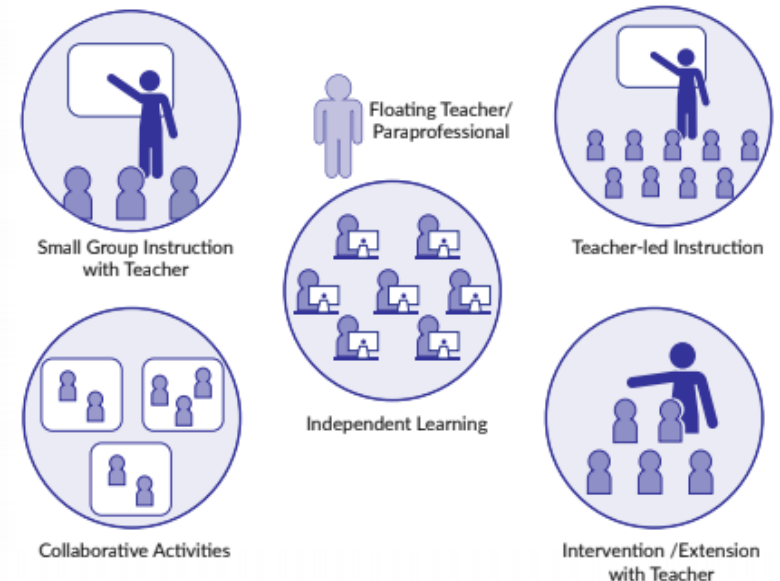 Floating Teacher/
Paraprofessional
Small Group Instruction
with Teacher
Teacher-led Instruction
Independent Learning
Collaborative Activities
Intervention /Extension
with Teacher